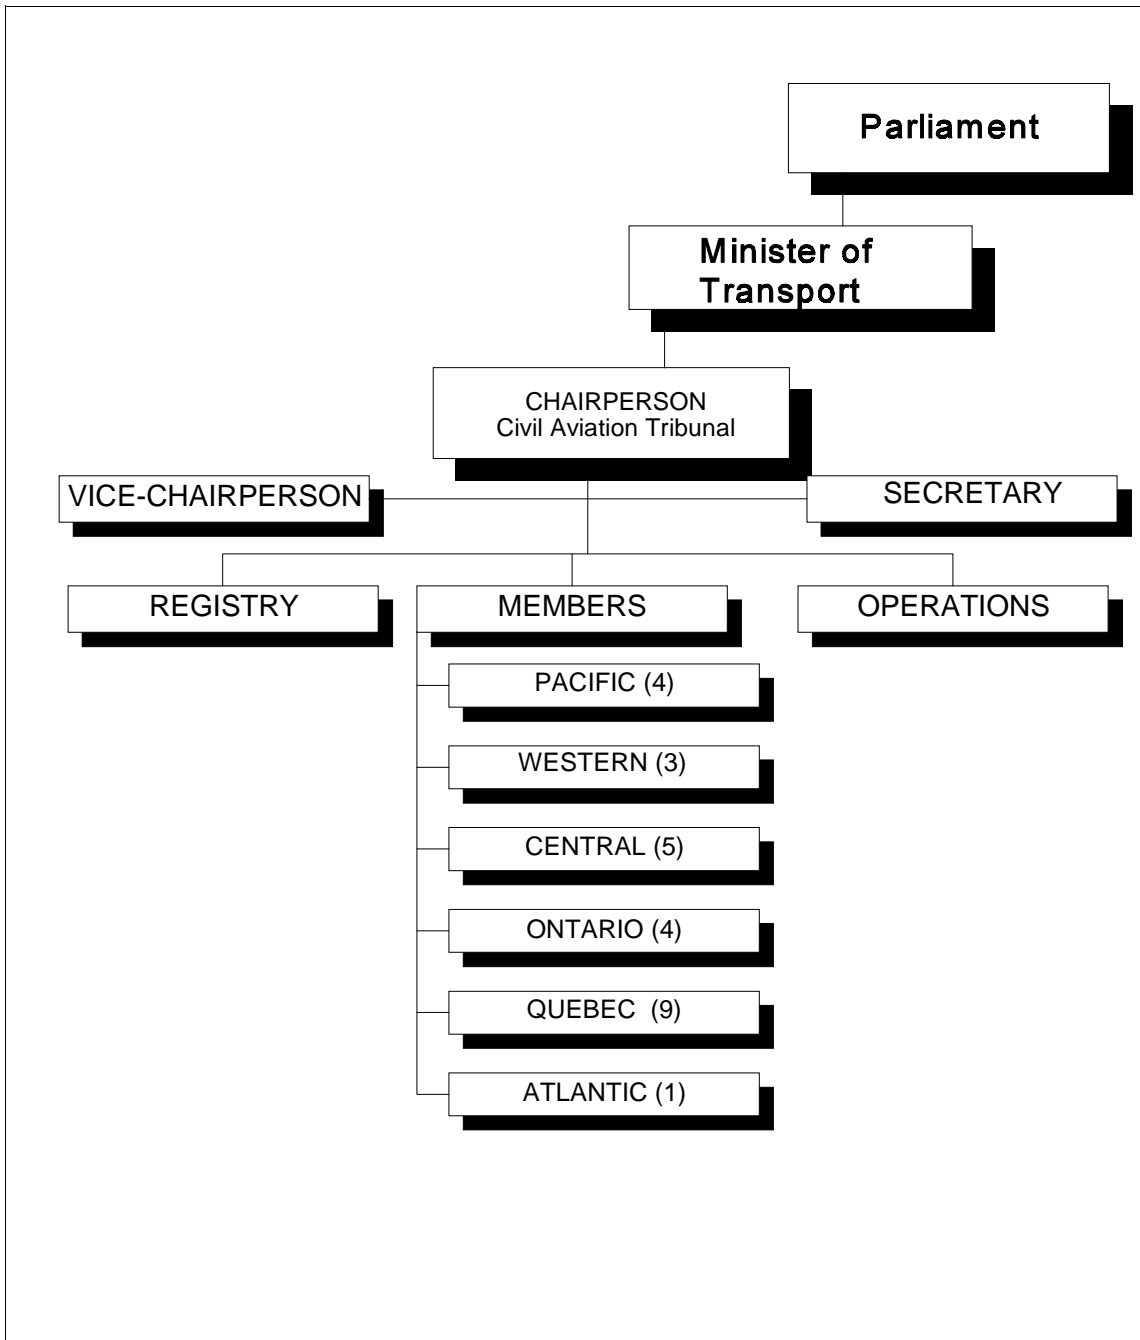 Parliament
Minister of
Transport
CHAIRPERSON
Civil Aviation Tribunal
VICE-CHAIRPERSON
SECRETARY
REGISTRY
MEMBERS
OPERATIONS
PACIFIC (4)
WESTERN (3)
CENTRAL (5)
ONTARIO (4)
QUEBEC  (9)
ATLANTIC (1)